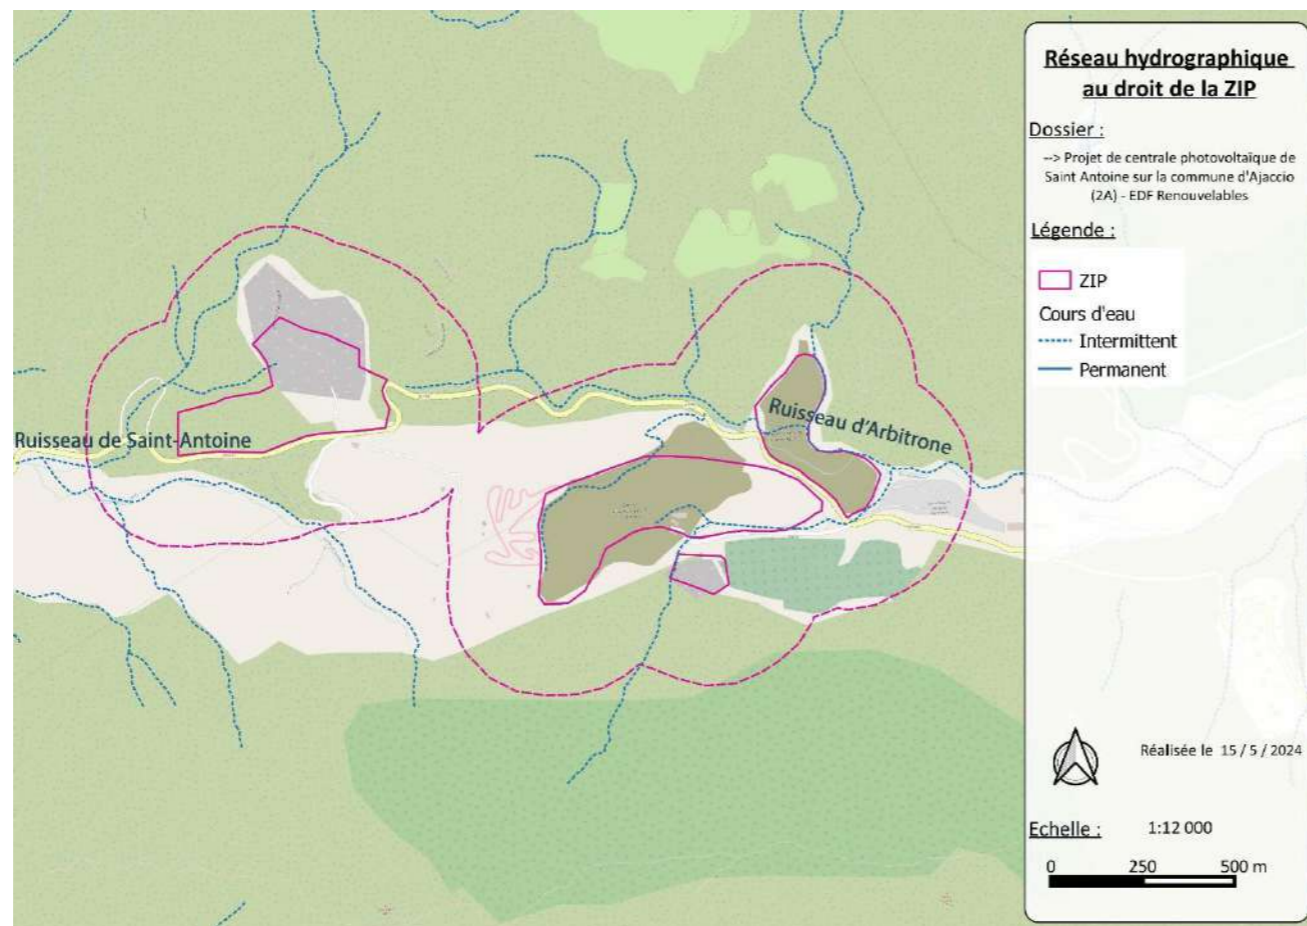 Réseau hydrographique
au droit de la ZIP
Dossier :
--> Projet de centrale photovoltaïque de
Saint Antoine sur la commune d'Ajaccio
(2A) - EDF Renouvelables
Légende :
ZIP
Cours d'eau
Intermittent
Permanent
Ruisseau de Saint-Antoine
Ruisseau d'Arbitrone
Réalisée le 15 / 5 / 2024
Echelle : 1:12 000
0 250 500 m